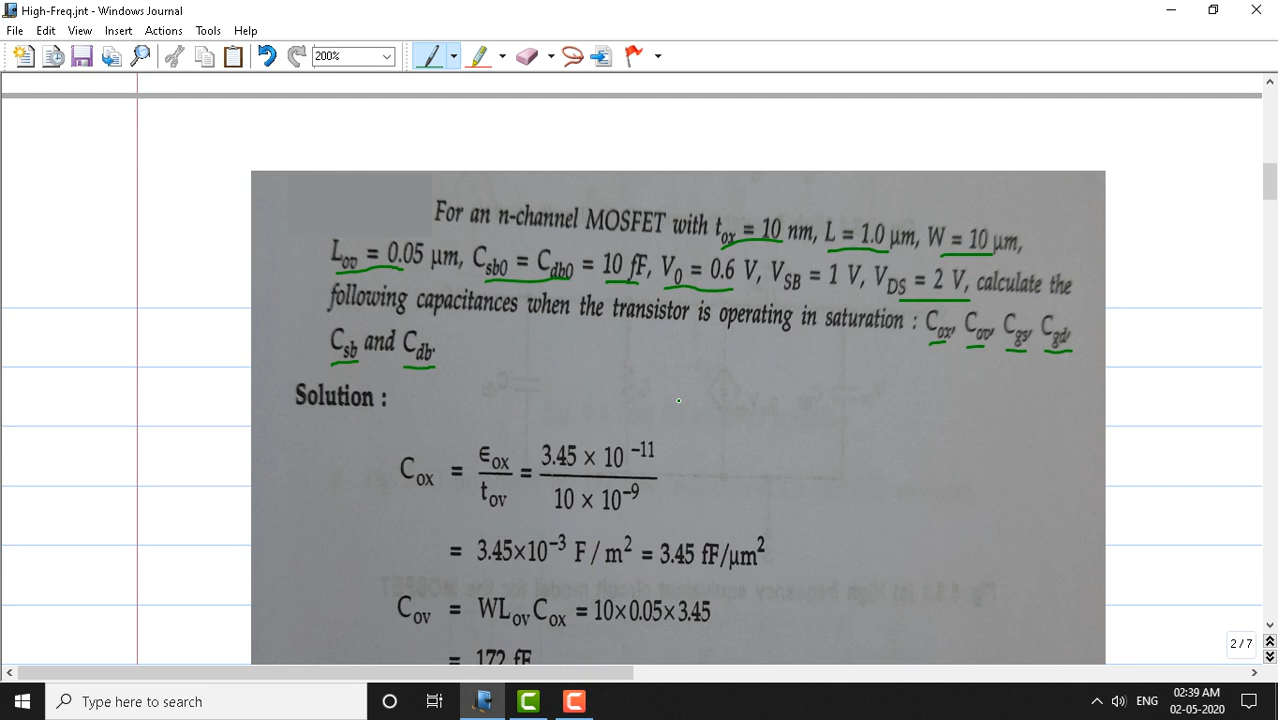 High-Freq.jnt - Windows Journal
File Edit View Insert Actions Tools Help
200%
For an n-channel MOSFET with tox = 10 nm, L = 1.0 μm, W = 10 μm,
Lov = 0.05 μm, Csb0 = Cdb0 = 10 fF, V0 = 0.6 V, VSB = 1 V, VDS = 2 V, calculate the
following capacitances when the transistor is operating in saturation : Cox, Cov, Cgs, Cgd,
Csb and Cdb.
Solution :
Cox = ϵox / tov = 3.45 × 10 −11 / 10 × 10−9
= 3.45×10−3 F / m2 = 3.45 fF/μm2
Cov = WLov Cox = 10×0.05×3.45
= 172 fF
2 / 7
Type here to search
ENG
02:39 AM
02-05-2020